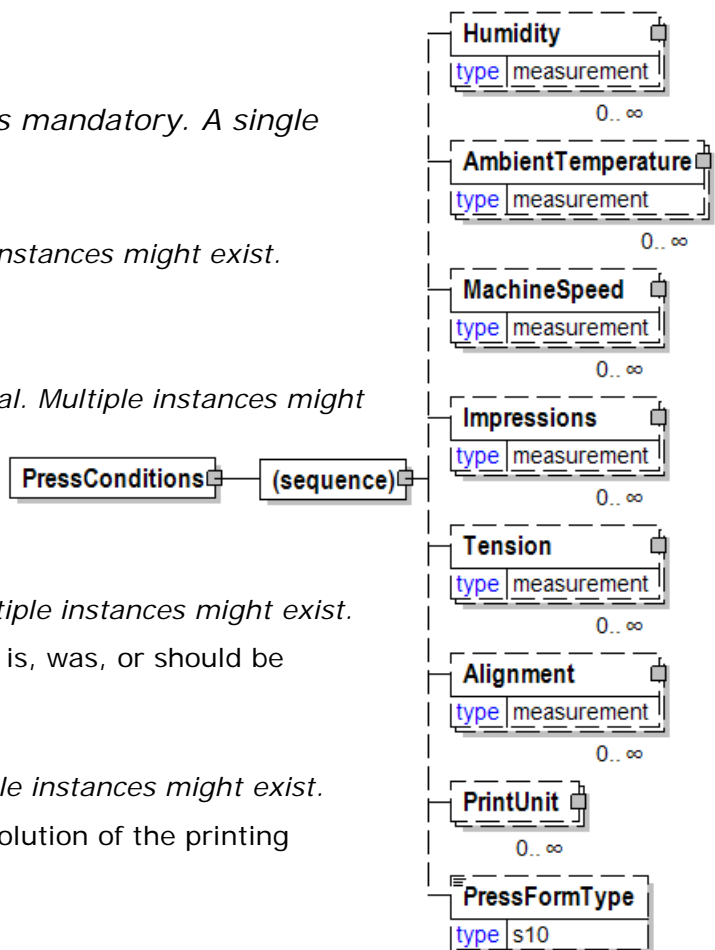 s mandatory. A single
nstances might exist.
al. Multiple instances might
tiple instances might exist.
is, was, or should be
le instances might exist.
olution of the printing
PressConditions
(sequence)
Humidity
type measurement
0.. ∞
AmbientTemperature
type measurement
0.. ∞
MachineSpeed
type measurement
0.. ∞
Impressions
type measurement
0.. ∞
Tension
type measurement
0.. ∞
Alignment
type measurement
0.. ∞
PrintUnit
0.. ∞
PressFormType
type s10